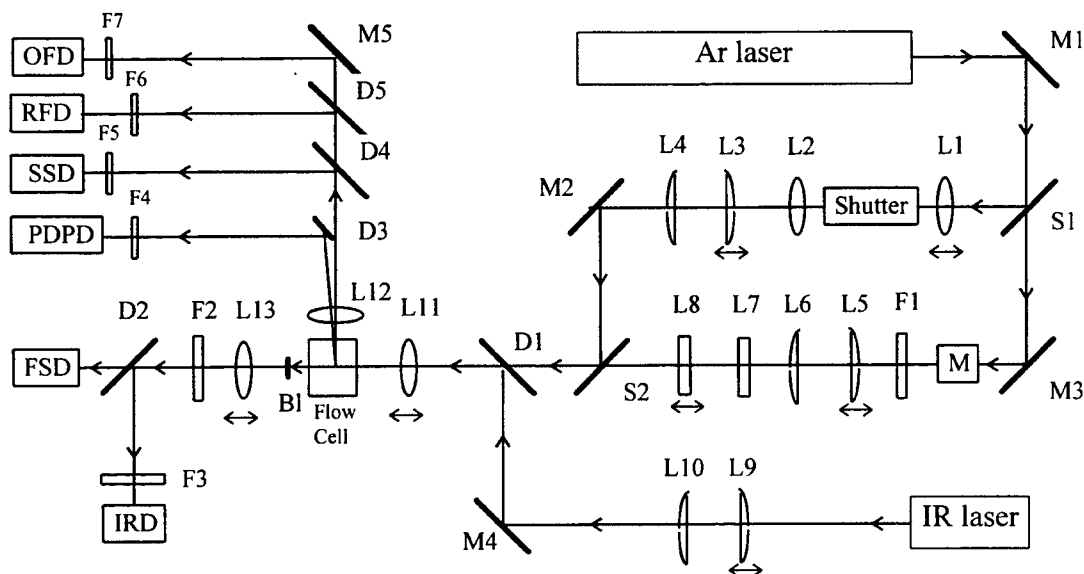 F7
M5
OFD
Ar laser
M1
F6
D5
RFD
F5
D4
L4
L3
L2
L1
SSD
M2
F4
Shutter
PDPD
D3
S1
L12
L8
L7
L6
L5
F1
D2
F2
L13
L11
D1
FSD
M
B1
Flow
Cell
S2
M3
F3
L10
L9
IRD
M4
IR laser